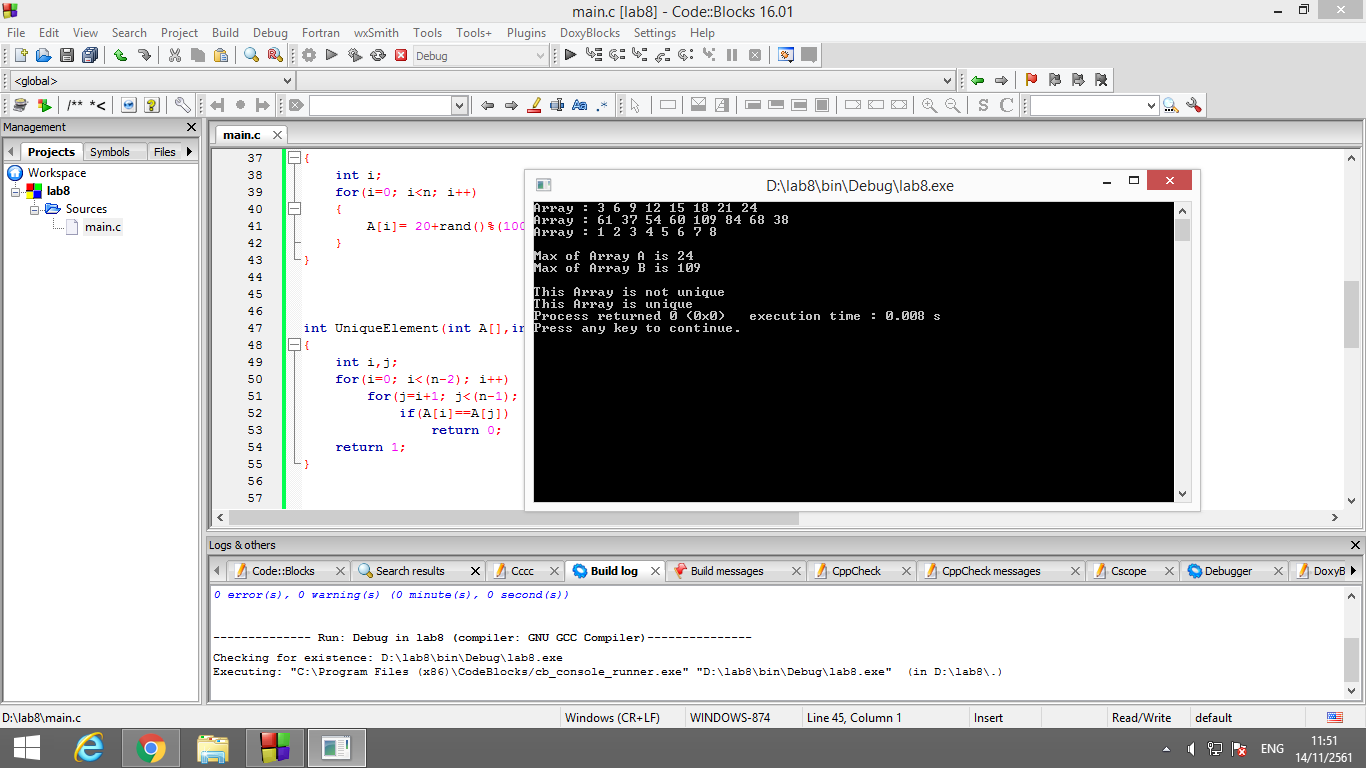 main.c [lab8] - Code::Blocks 16.01
File Edit View Search Project Build Debug Fortran wxSmith Tools Tools+ Plugins DoxyBlocks Settings Help
Debug
<global>
/** *<
Aa .*
S C
Management
Projects Symbols Files
Workspace
lab8
Sources
main.c
main.c
37 {
38 int i;
39 for(i=0; i<n; i++)
40 {
41 A[i]= 20+rand()%(100
42 }
43 }
44
45
46
47 int UniqueElement(int A[],in
48 {
49 int i,j;
50 for(i=0; i<(n-2); i++)
51 for(j=i+1; j<(n-1);
52 if(A[i]==A[j])
53 return 0;
54 return 1;
55 }
56
57
D:\lab8\bin\Debug\lab8.exe
Array : 3 6 9 12 15 18 21 24
Array : 61 37 54 60 109 84 68 38
Array : 1 2 3 4 5 6 7 8
Max of Array A is 24
Max of Array B is 109
This Array is not unique
This Array is unique
Process returned 0 (0x0)   execution time : 0.008 s
Press any key to continue.
Logs & others
Code::Blocks Search results Cccc Build log Build messages CppCheck CppCheck messages Cscope Debugger DoxyB
0 error(s), 0 warning(s) (0 minute(s), 0 second(s))
-------------- Run: Debug in lab8 (compiler: GNU GCC Compiler)---------------
Checking for existence: D:\lab8\bin\Debug\lab8.exe
Executing: "C:\Program Files (x86)\CodeBlocks/cb_console_runner.exe" "D:\lab8\bin\Debug\lab8.exe"  (in D:\lab8\.)
D:\lab8\main.c Windows (CR+LF) WINDOWS-874 Line 45, Column 1 Insert Read/Write default
ENG
11:51
14/11/2561